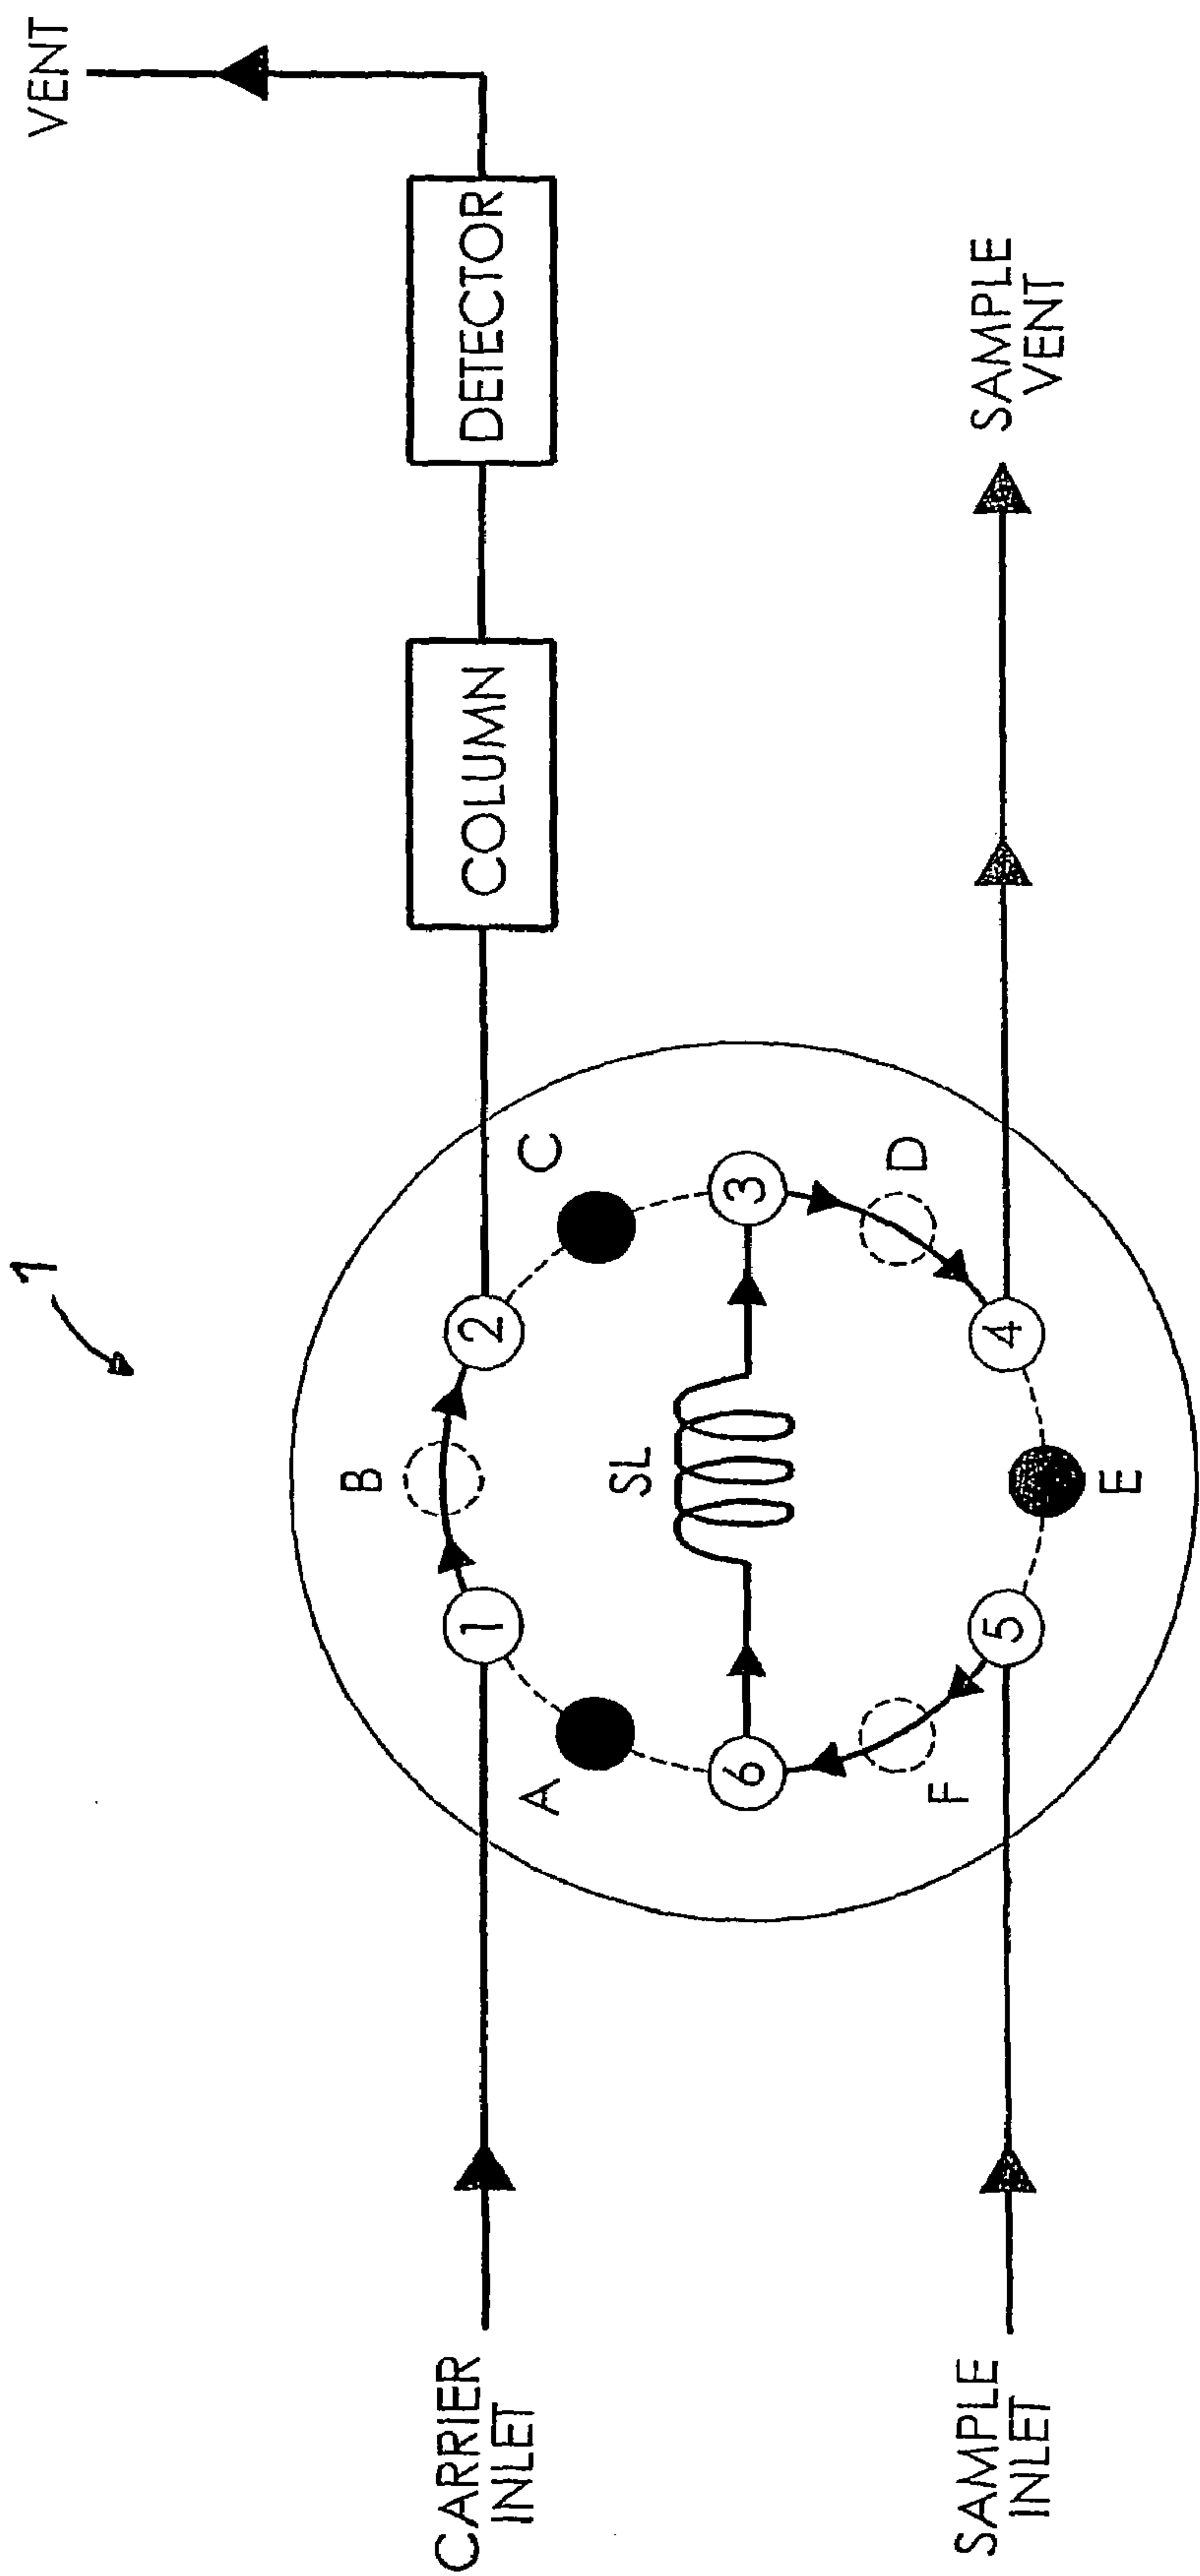 1
VENT
CARRIER
INLET
1
B
2
A
C
COLUMN
DETECTOR
6
SL
3
F
D
5
4
E
SAMPLE
INLET
SAMPLE
VENT